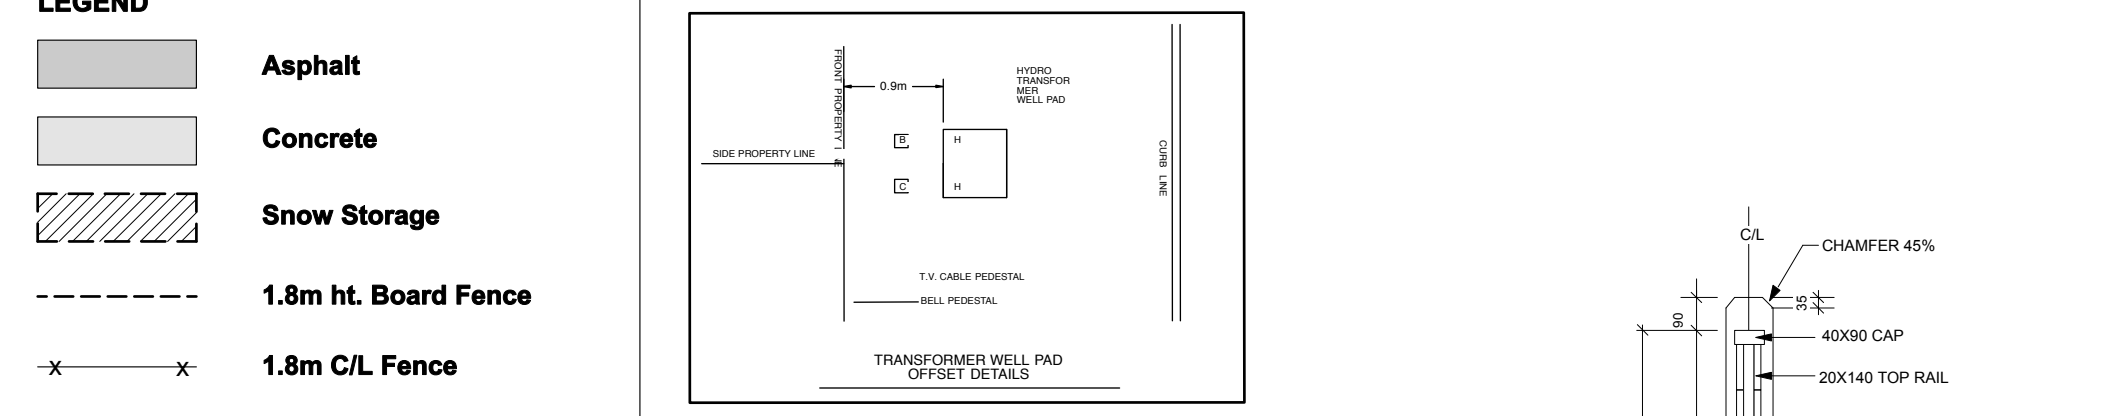 LEGEND
Asphalt
Concrete
Snow Storage
1.8m ht. Board Fence
X X
1.8m C/L Fence
FRONT PROPERTY LINE
0.9m
HYDRO
TRANSFOR
MER
WELL PAD
B
H
SIDE PROPERTY LINE
C
H
CURB LINE
T.V. CABLE PEDESTAL
BELL PEDESTAL
TRANSFORMER WELL PAD
OFFSET DETAILS
C/L
CHAMFER 45%
35
90
40X90 CAP
20X140 TOP RAIL